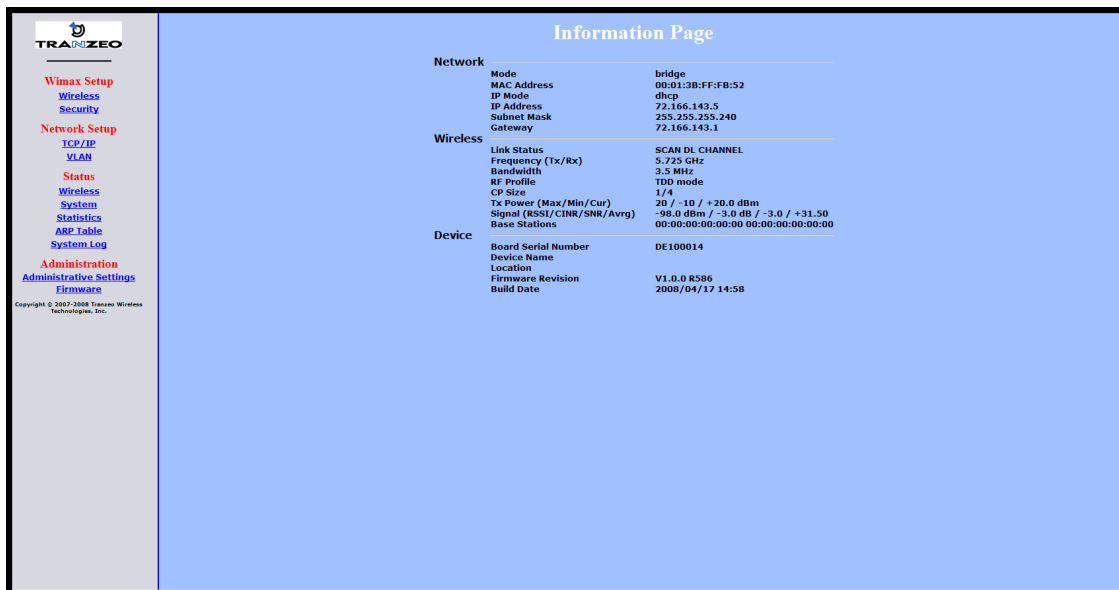 TRANZEO
Wimax Setup
Wireless
Security
Network Setup
TCP/IP
VLAN
Status
Wireless
System
Statistics
ARP Table
System Log
Administration
Administrative Settings
Firmware
Copyright © 2007-2008 Tranzeo Wireless
Technologies, Inc.
Information Page
Network
Mode bridge
MAC Address 00:01:3B:FF:FB:52
IP Mode dhcp
IP Address 72.166.143.5
Subnet Mask 255.255.255.240
Gateway 72.166.143.1
Wireless
Link Status SCAN DL CHANNEL
Frequency (Tx/Rx) 5.725 GHz
Bandwidth 3.5 MHz
RF Profile TDD mode
CP Size 1/4
Tx Power (Max/Min/Cur) 20 / -10 / +20.0 dBm
Signal (RSSI/CINR/SNR/Avrg) -98.0 dBm / -3.0 dB / -3.0 / +31.50
Base Stations 00:00:00:00:00:00 00:00:00:00:00:00
Device
Board Serial Number DE100014
Device Name
Location
Firmware Revision V1.0.0 R586
Build Date 2008/04/17 14:58